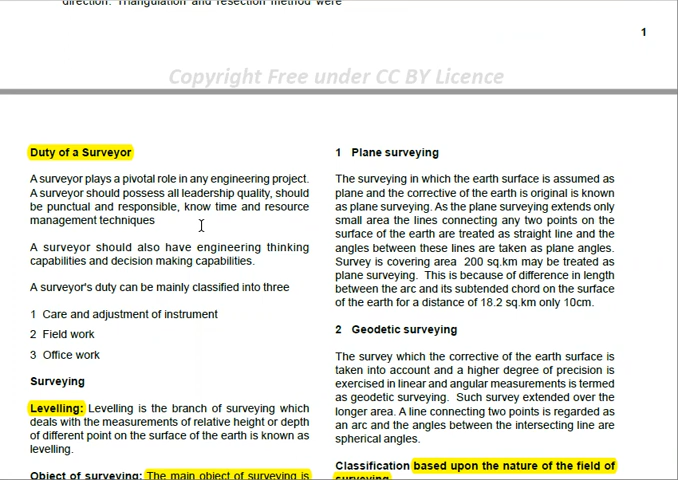 direction. Triangulation and resection method were
1
Copyright Free under CC BY Licence
Duty of a Surveyor
A surveyor plays a pivotal role in any engineering project.
A surveyor should possess all leadership quality, should
be punctual and responsible, know time and resource
management techniques
A surveyor should also have engineering thinking
capabilities and decision making capabilities.
A surveyor's duty can be mainly classified into three
1 Care and adjustment of instrument
2 Field work
3 Office work
Surveying
Levelling: Levelling is the branch of surveying which
deals with the measurements of relative height or depth
of different point on the surface of the earth is known as
levelling.
Object of surveying: The main object of surveying is
1 Plane surveying
The surveying in which the earth surface is assumed as
plane and the corrective of the earth is original is known
as plane surveying. As the plane surveying extends only
small area the lines connecting any two points on the
surface of the earth are treated as straight line and the
angles between these lines are taken as plane angles.
Survey is covering area 200 sq.km may be treated as
plane surveying. This is because of difference in length
between the arc and its subtended chord on the surface
of the earth for a distance of 18.2 sq.km only 10cm.
2 Geodetic surveying
The survey which the corrective of the earth surface is
taken into account and a higher degree of precision is
exercised in linear and angular measurements is termed
as geodetic surveying. Such survey extended over the
longer area. A line connecting two points is regarded as
an arc and the angles between the intersecting line are
spherical angles.
Classification based upon the nature of the field of
surveying